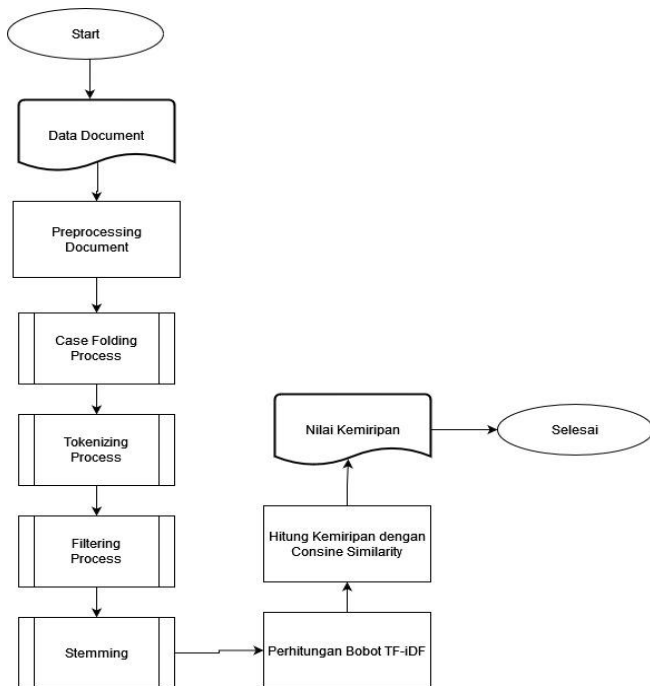 Start
Data Document
Preprocessing
Document
Case Folding
Process
Tokenizing
Process
Filtering
Process
Stemming
Perhitungan Bobot TF-iDF
Hitung Kemiripan dengan
Consine Similarity
Nilai Kemiripan
Selesai